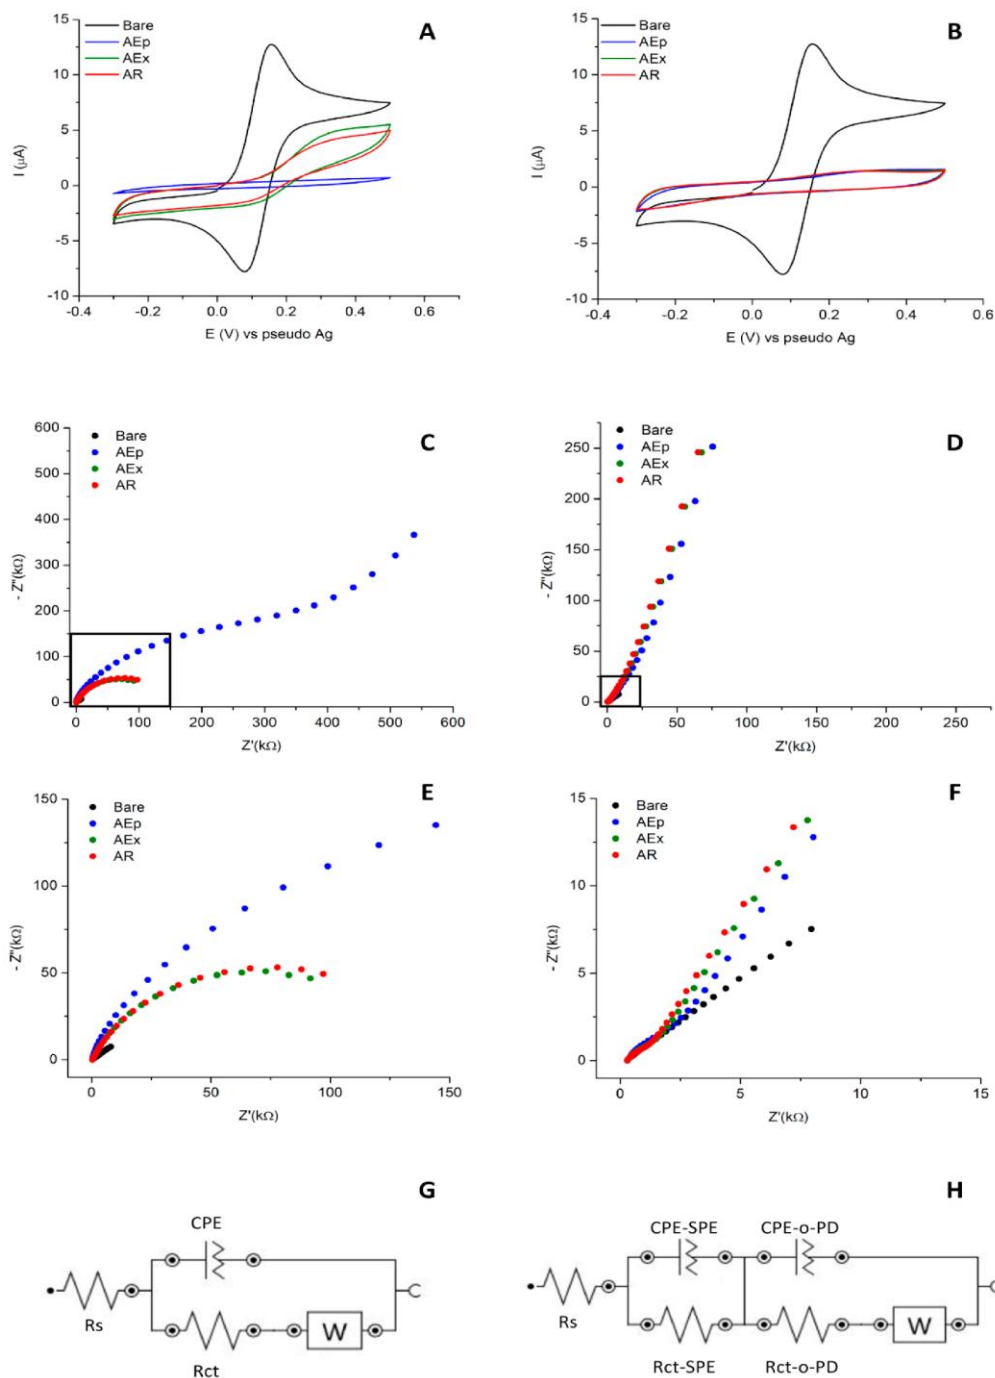 A
Bare
AEp
AEx
AR
15
10
5
0
-5
-10
I (µA)
-0.4 -0.2 0.0 0.2 0.4 0.6
E (V) vs pseudo Ag
B
Bare
AEp
AEx
AR
15
10
5
0
-5
-10
I (µA)
-0.4 -0.2 0.0 0.2 0.4 0.6
E (V) vs pseudo Ag
C
Bare
AEp
AEx
AR
600
500
400
300
200
100
0
- Z"(kΩ)
0 100 200 300 400 500 600
Z'(kΩ)
D
Bare
AEp
AEx
AR
250
200
150
100
50
0
- Z"(kΩ)
0 50 100 150 200 250
Z'(kΩ)
E
Bare
AEp
AEx
AR
150
100
50
0
- Z"(kΩ)
0 50 100 150
Z'(kΩ)
F
Bare
AEp
AEx
AR
15
10
5
0
- Z"(kΩ)
0 5 10 15
Z'(kΩ)
G
CPE
Rs
W
Rct
H
CPE-SPE CPE-o-PD
Rs
W
Rct-SPE Rct-o-PD